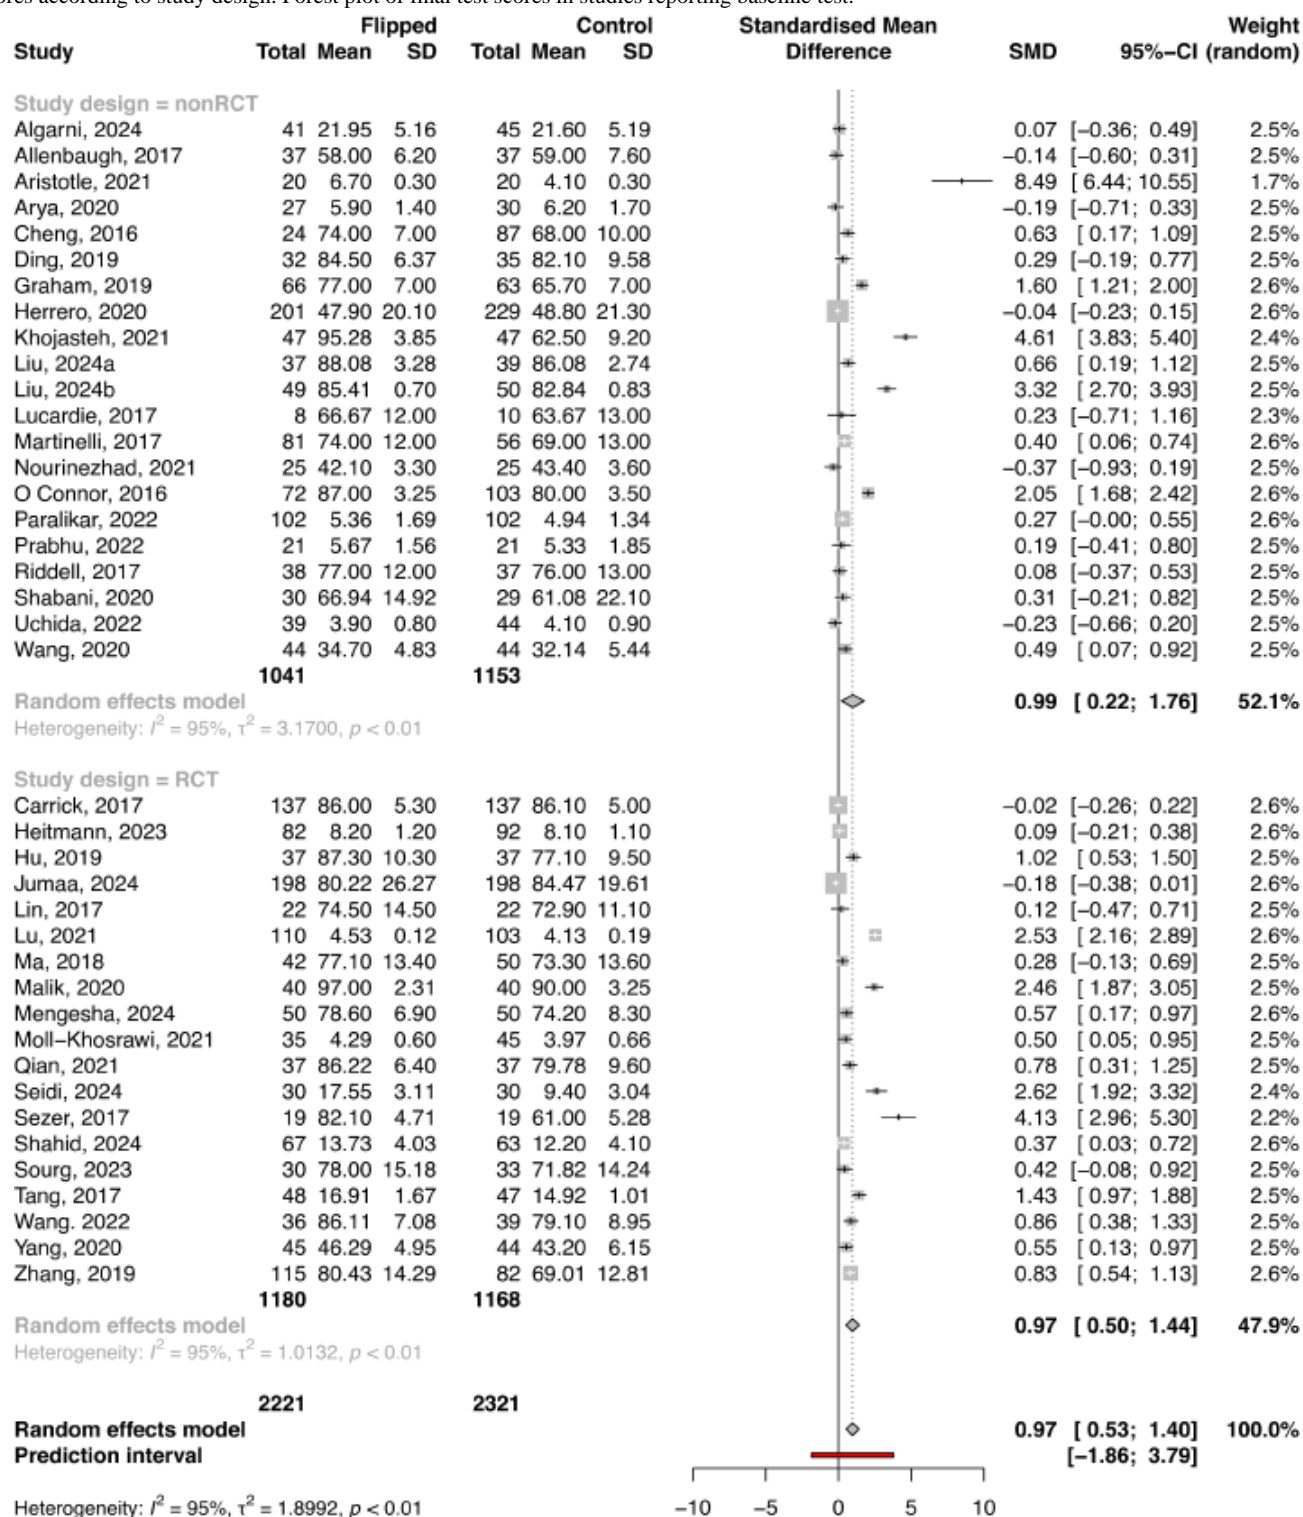 ores according to study design. Forest plot of final test scores in studies reporting baseline test.
Flipped Control Standardised Mean Weight
Study Total Mean SD Total Mean SD Difference SMD 95%−CI (random)
Study design = nonRCT
Algarni, 2024 41 21.95 5.16 45 21.60 5.19 0.07 [−0.36; 0.49] 2.5%
Allenbaugh, 2017 37 58.00 6.20 37 59.00 7.60 −0.14 [−0.60; 0.31] 2.5%
Aristotle, 2021 20 6.70 0.30 20 4.10 0.30 8.49 [ 6.44; 10.55] 1.7%
Arya, 2020 27 5.90 1.40 30 6.20 1.70 −0.19 [−0.71; 0.33] 2.5%
Cheng, 2016 24 74.00 7.00 87 68.00 10.00 0.63 [ 0.17; 1.09] 2.5%
Ding, 2019 32 84.50 6.37 35 82.10 9.58 0.29 [−0.19; 0.77] 2.5%
Graham, 2019 66 77.00 7.00 63 65.70 7.00 1.60 [ 1.21; 2.00] 2.6%
Herrero, 2020 201 47.90 20.10 229 48.80 21.30 −0.04 [−0.23; 0.15] 2.6%
Khojasteh, 2021 47 95.28 3.85 47 62.50 9.20 4.61 [ 3.83; 5.40] 2.4%
Liu, 2024a 37 88.08 3.28 39 86.08 2.74 0.66 [ 0.19; 1.12] 2.5%
Liu, 2024b 49 85.41 0.70 50 82.84 0.83 3.32 [ 2.70; 3.93] 2.5%
Lucardie, 2017 8 66.67 12.00 10 63.67 13.00 0.23 [−0.71; 1.16] 2.3%
Martinelli, 2017 81 74.00 12.00 56 69.00 13.00 0.40 [ 0.06; 0.74] 2.6%
Nourinezhad, 2021 25 42.10 3.30 25 43.40 3.60 −0.37 [−0.93; 0.19] 2.5%
O Connor, 2016 72 87.00 3.25 103 80.00 3.50 2.05 [ 1.68; 2.42] 2.6%
Paralikar, 2022 102 5.36 1.69 102 4.94 1.34 0.27 [−0.00; 0.55] 2.6%
Prabhu, 2022 21 5.67 1.56 21 5.33 1.85 0.19 [−0.41; 0.80] 2.5%
Riddell, 2017 38 77.00 12.00 37 76.00 13.00 0.08 [−0.37; 0.53] 2.5%
Shabani, 2020 30 66.94 14.92 29 61.08 22.10 0.31 [−0.21; 0.82] 2.5%
Uchida, 2022 39 3.90 0.80 44 4.10 0.90 −0.23 [−0.66; 0.20] 2.5%
Wang, 2020 44 34.70 4.83 44 32.14 5.44 0.49 [ 0.07; 0.92] 2.5%
1041 1153
Random effects model 0.99 [ 0.22; 1.76] 52.1%
Heterogeneity: I² = 95%, τ² = 3.1700, p < 0.01
Study design = RCT
Carrick, 2017 137 86.00 5.30 137 86.10 5.00 −0.02 [−0.26; 0.22] 2.6%
Heitmann, 2023 82 8.20 1.20 92 8.10 1.10 0.09 [−0.21; 0.38] 2.6%
Hu, 2019 37 87.30 10.30 37 77.10 9.50 1.02 [ 0.53; 1.50] 2.5%
Jumaa, 2024 198 80.22 26.27 198 84.47 19.61 −0.18 [−0.38; 0.01] 2.6%
Lin, 2017 22 74.50 14.50 22 72.90 11.10 0.12 [−0.47; 0.71] 2.5%
Lu, 2021 110 4.53 0.12 103 4.13 0.19 2.53 [ 2.16; 2.89] 2.6%
Ma, 2018 42 77.10 13.40 50 73.30 13.60 0.28 [−0.13; 0.69] 2.5%
Malik, 2020 40 97.00 2.31 40 90.00 3.25 2.46 [ 1.87; 3.05] 2.5%
Mengesha, 2024 50 78.60 6.90 50 74.20 8.30 0.57 [ 0.17; 0.97] 2.6%
Moll−Khosrawi, 2021 35 4.29 0.60 45 3.97 0.66 0.50 [ 0.05; 0.95] 2.5%
Qian, 2021 37 86.22 6.40 37 79.78 9.60 0.78 [ 0.31; 1.25] 2.5%
Seidi, 2024 30 17.55 3.11 30 9.40 3.04 2.62 [ 1.92; 3.32] 2.4%
Sezer, 2017 19 82.10 4.71 19 61.00 5.28 4.13 [ 2.96; 5.30] 2.2%
Shahid, 2024 67 13.73 4.03 63 12.20 4.10 0.37 [ 0.03; 0.72] 2.6%
Sourg, 2023 30 78.00 15.18 33 71.82 14.24 0.42 [−0.08; 0.92] 2.5%
Tang, 2017 48 16.91 1.67 47 14.92 1.01 1.43 [ 0.97; 1.88] 2.5%
Wang. 2022 36 86.11 7.08 39 79.10 8.95 0.86 [ 0.38; 1.33] 2.5%
Yang, 2020 45 46.29 4.95 44 43.20 6.15 0.55 [ 0.13; 0.97] 2.5%
Zhang, 2019 115 80.43 14.29 82 69.01 12.81 0.83 [ 0.54; 1.13] 2.6%
1180 1168
Random effects model 0.97 [ 0.50; 1.44] 47.9%
Heterogeneity: I² = 95%, τ² = 1.0132, p < 0.01
2221 2321
Random effects model 0.97 [ 0.53; 1.40] 100.0%
Prediction interval [−1.86; 3.79]
Heterogeneity: I² = 95%, τ² = 1.8992, p < 0.01 −10 −5 0 5 10